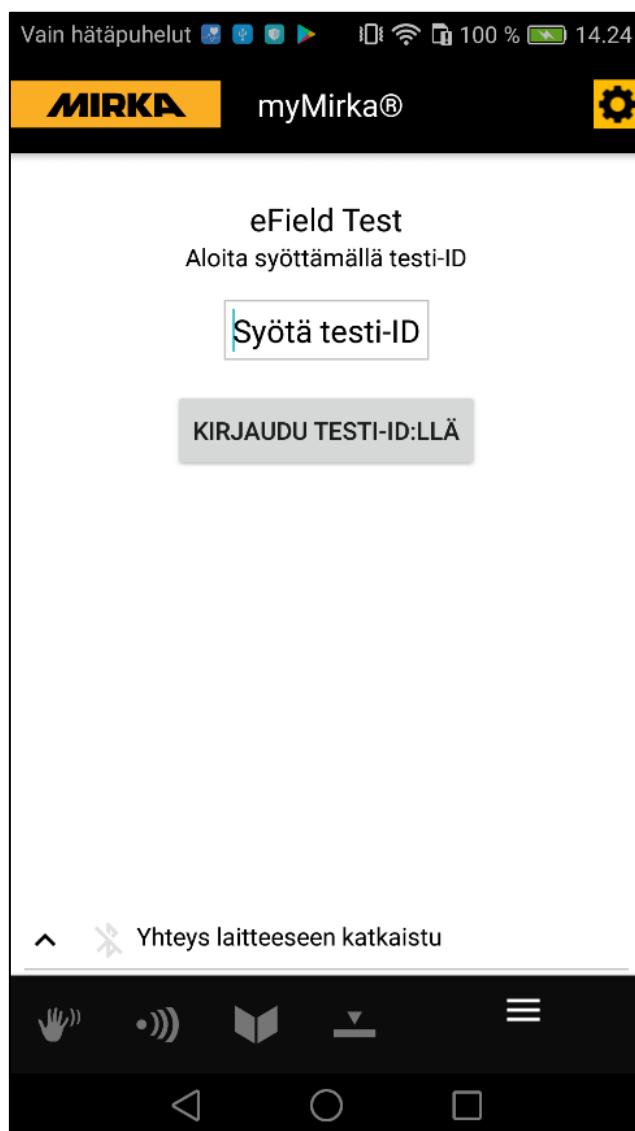 Vain hätäpuhelut 100 % 14.24
MIRKA myMirka®
eField Test
Aloita syöttämällä testi-ID
Syötä testi-ID
KIRJAUDU TESTI-ID:LLÄ
Yhteys laitteeseen katkaistu